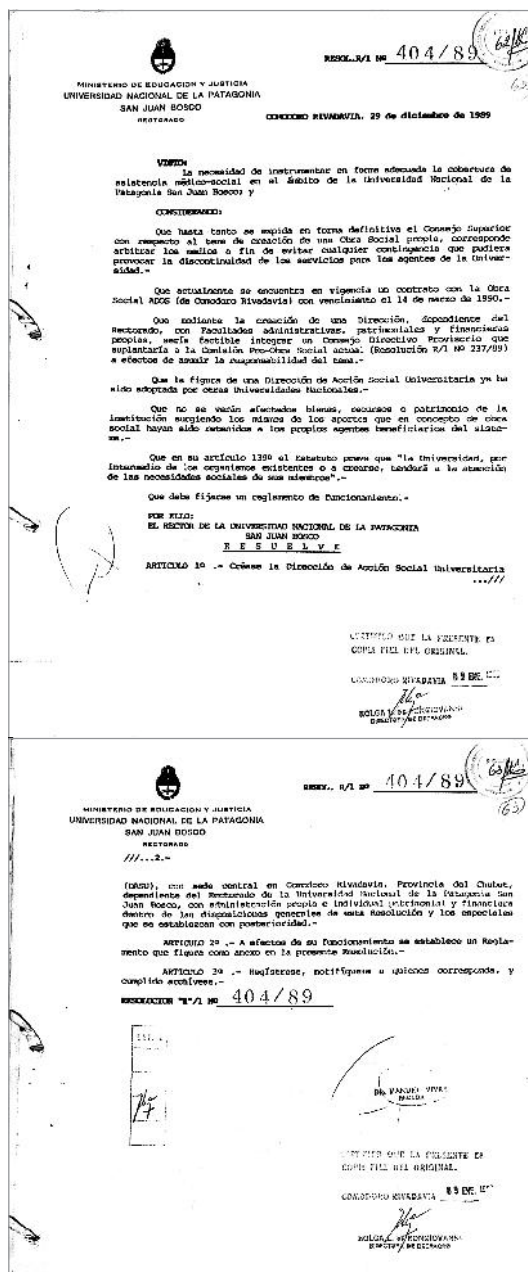 RESOL..R/1 Nº 404/89
MINISTERIO DE EDUCACION Y JUSTICIA
UNIVERSIDAD NACIONAL DE LA PATAGONIA
SAN JUAN BOSCO
RECTORADO
COMODORO RIVADAVIA, 29 de diciembre de 1989
VISTO:
La necesidad de instrumentar en forma adecuada la cobertura de
asistencia médico-social en el ámbito de la Universidad Nacional de la
Patagonia San Juan Bosco; y
CONSIDERANDO:
Que hasta tanto se expida en forma definitiva el Consejo Superior
con respecto al tema de creación de una Obra Social propia, corresponde
arbitrar los medios a fin de evitar cualquier contingencia que pudiera
provocar la discontinuidad de los servicios para los agentes de la Univer-
sidad.-
Que actualmente se encuentra en vigencia un contrato con la Obra
Social ADOS (de Comodoro Rivadavia) con vencimiento el 14 de marzo de 1990.-
Que mediante la creación de una Dirección, dependiente del
Rectorado, con Facultades administrativas, patrimoniales y financieras
propias, sería factible integrar un Consejo Directivo Provisorio que
suplantaría a la Comisión Pro-Obra Social actual (Resolución R/1 Nº 237/89)
a efectos de asumir la responsabilidad del tema.-
Que la figura de una Dirección de Acción Social Universitaria ya ha
sido adoptada por otras Universidades Nacionales.-
Que no se verán afectados bienes, recursos o patrimonio de la
institución surgiendo los mismos de los aportes que en concepto de obra
social hayan sido retenidos a los propios agentes beneficiarios del siste-
ma.-
Que en su artículo 139º el Estatuto prevé que "la Universidad, por
intermedio de los organismos existentes o a crearse, tenderá a la atención
de las necesidades sociales de sus miembros".-
Que debe fijarse un reglamento de funcionamiento.-
POR ELLO:
EL RECTOR DE LA UNIVERSIDAD NACIONAL DE LA PATAGONIA
SAN JUAN BOSCO
R E S U E L V E
ARTICULO 1º .- Créase la Dirección de Acción Social Universitaria
...///
CERTIFICO QUE LA PRESENTE ES
COPIA FIEL DEL ORIGINAL.
COMODORO RIVADAVIA ENE.
RESOL.. R/1 Nº 404/89
MINISTERIO DE EDUCACION Y JUSTICIA
UNIVERSIDAD NACIONAL DE LA PATAGONIA
SAN JUAN BOSCO
RECTORADO
///...2.-
(DASU), con sede central en Comodoro Rivadavia, Provincia del Chubut,
dependiente del Rectorado de la Universidad Nacional de la Patagonia San
Juan Bosco, con administración propia e individual patrimonial y financiera
dentro de las disposiciones generales de esta Resolución y los especiales
que se establezcan con posterioridad.-
ARTICULO 2º .- A efectos de su funcionamiento se establece un Regla-
mento que figura como anexo en la presente Resolución.-
ARTICULO 3º .- Regístrese, notifíquese a quienes corresponda, y
cumplido archívese.-
RESOLUCION "R"/1 Nº 404/89
CERTIFICO QUE LA PRESENTE ES
COPIA FIEL DEL ORIGINAL.
COMODORO RIVADAVIA ENE.